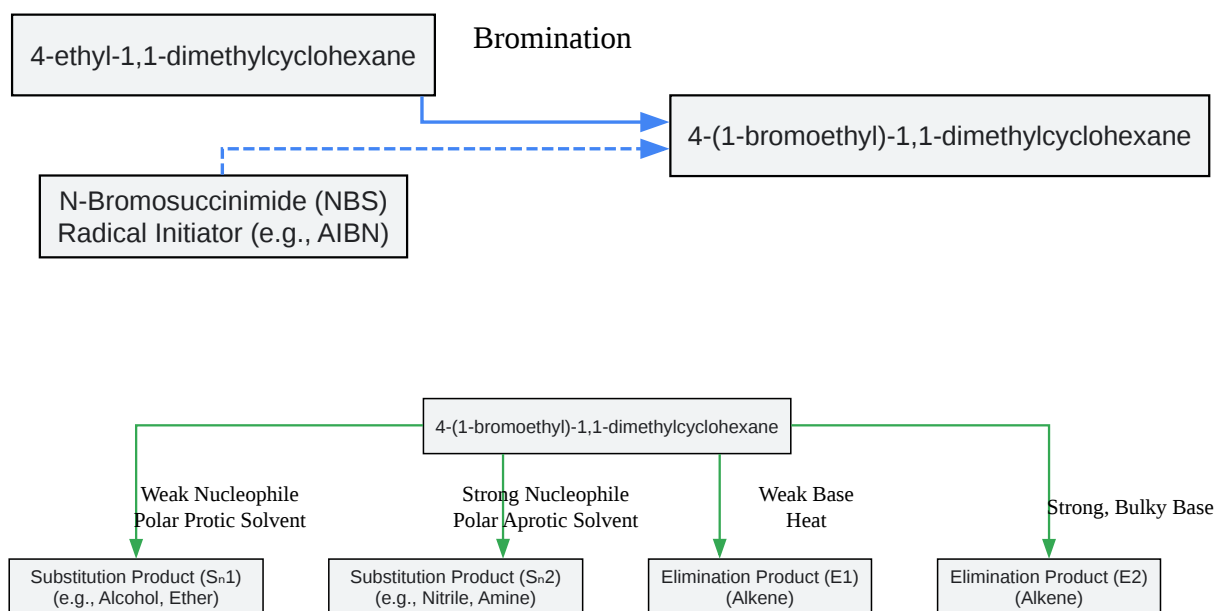 4-ethyl-1,1-dimethylcyclohexane
Bromination
4-(1-bromoethyl)-1,1-dimethylcyclohexane
N-Bromosuccinimide (NBS)
Radical Initiator (e.g., AIBN)
4-(1-bromoethyl)-1,1-dimethylcyclohexane
Weak Nucleophile
Polar Protic Solvent
Strong Nucleophile
Polar Aprotic Solvent
Weak Base
Heat
Strong, Bulky Base
Substitution Product (Sₙ1)
(e.g., Alcohol, Ether)
Substitution Product (Sₙ2)
(e.g., Nitrile, Amine)
Elimination Product (E1)
(Alkene)
Elimination Product (E2)
(Alkene)